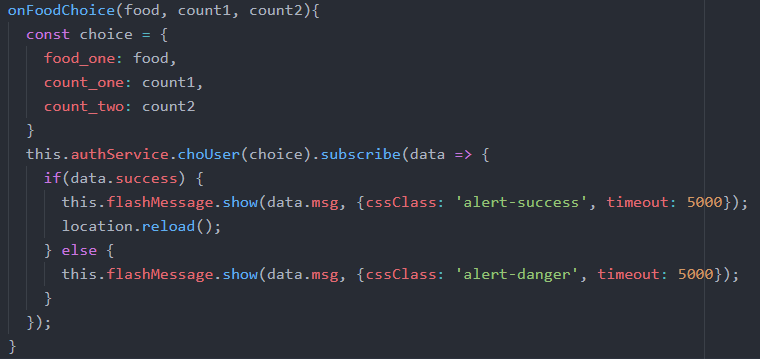 onFoodChoice(food, count1, count2){
const choice = {
food_one: food,
count_one: count1,
count_two: count2
}
this.authService.choUser(choice).subscribe(data => {
if(data.success) {
this.flashMessage.show(data.msg, {cssClass: 'alert-success', timeout: 5000});
location.reload();
} else {
this.flashMessage.show(data.msg, {cssClass: 'alert-danger', timeout: 5000});
}
});
}